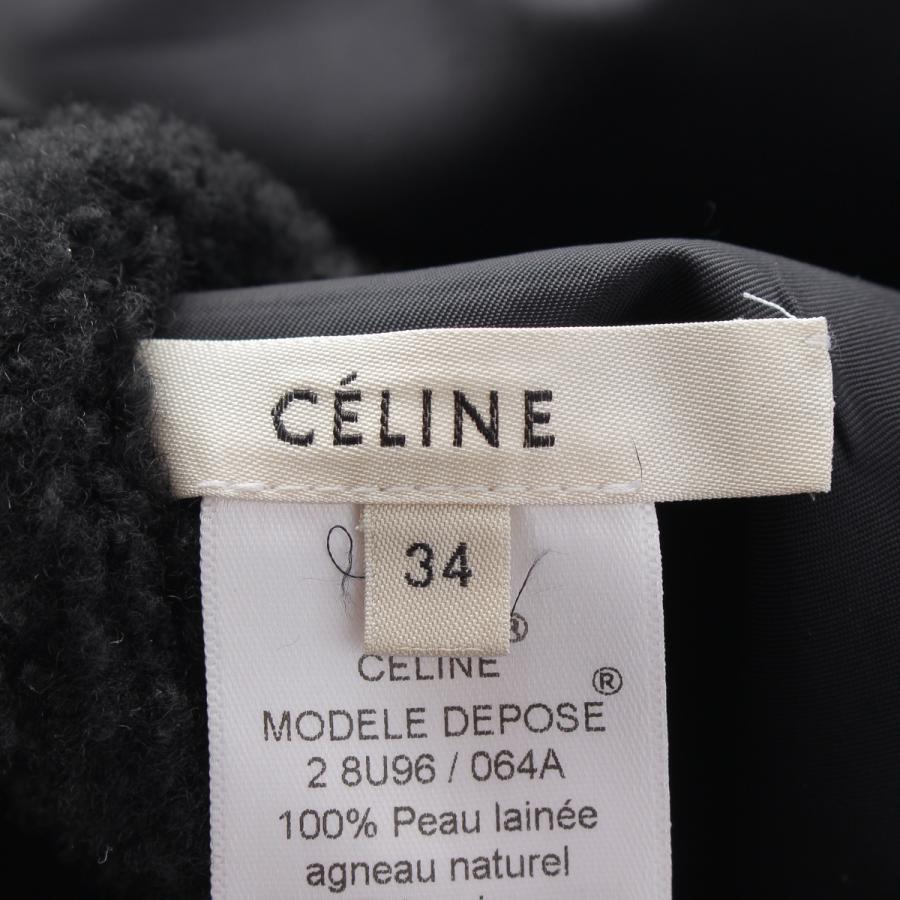 CÉLINE
34
®
CELINE
MODELE DEPOSE ®
2 8U96 / 064A
100% Peau lainée
agneau naturel